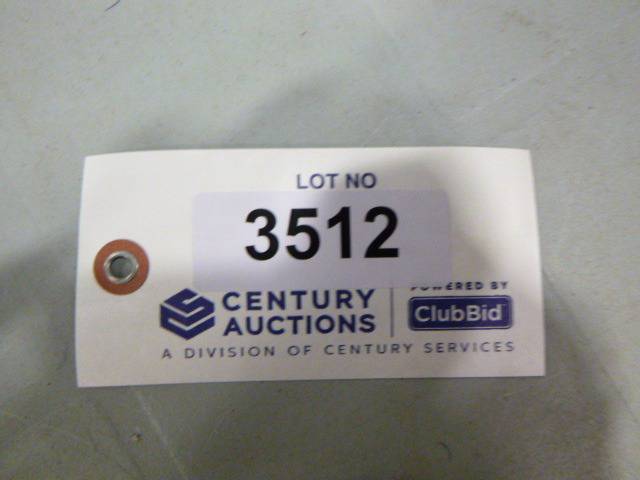 LOT NO
3512
CENTURY
AUCTIONS
POWERED BY
ClubBid
A DIVISION OF CENTURY SERVICES